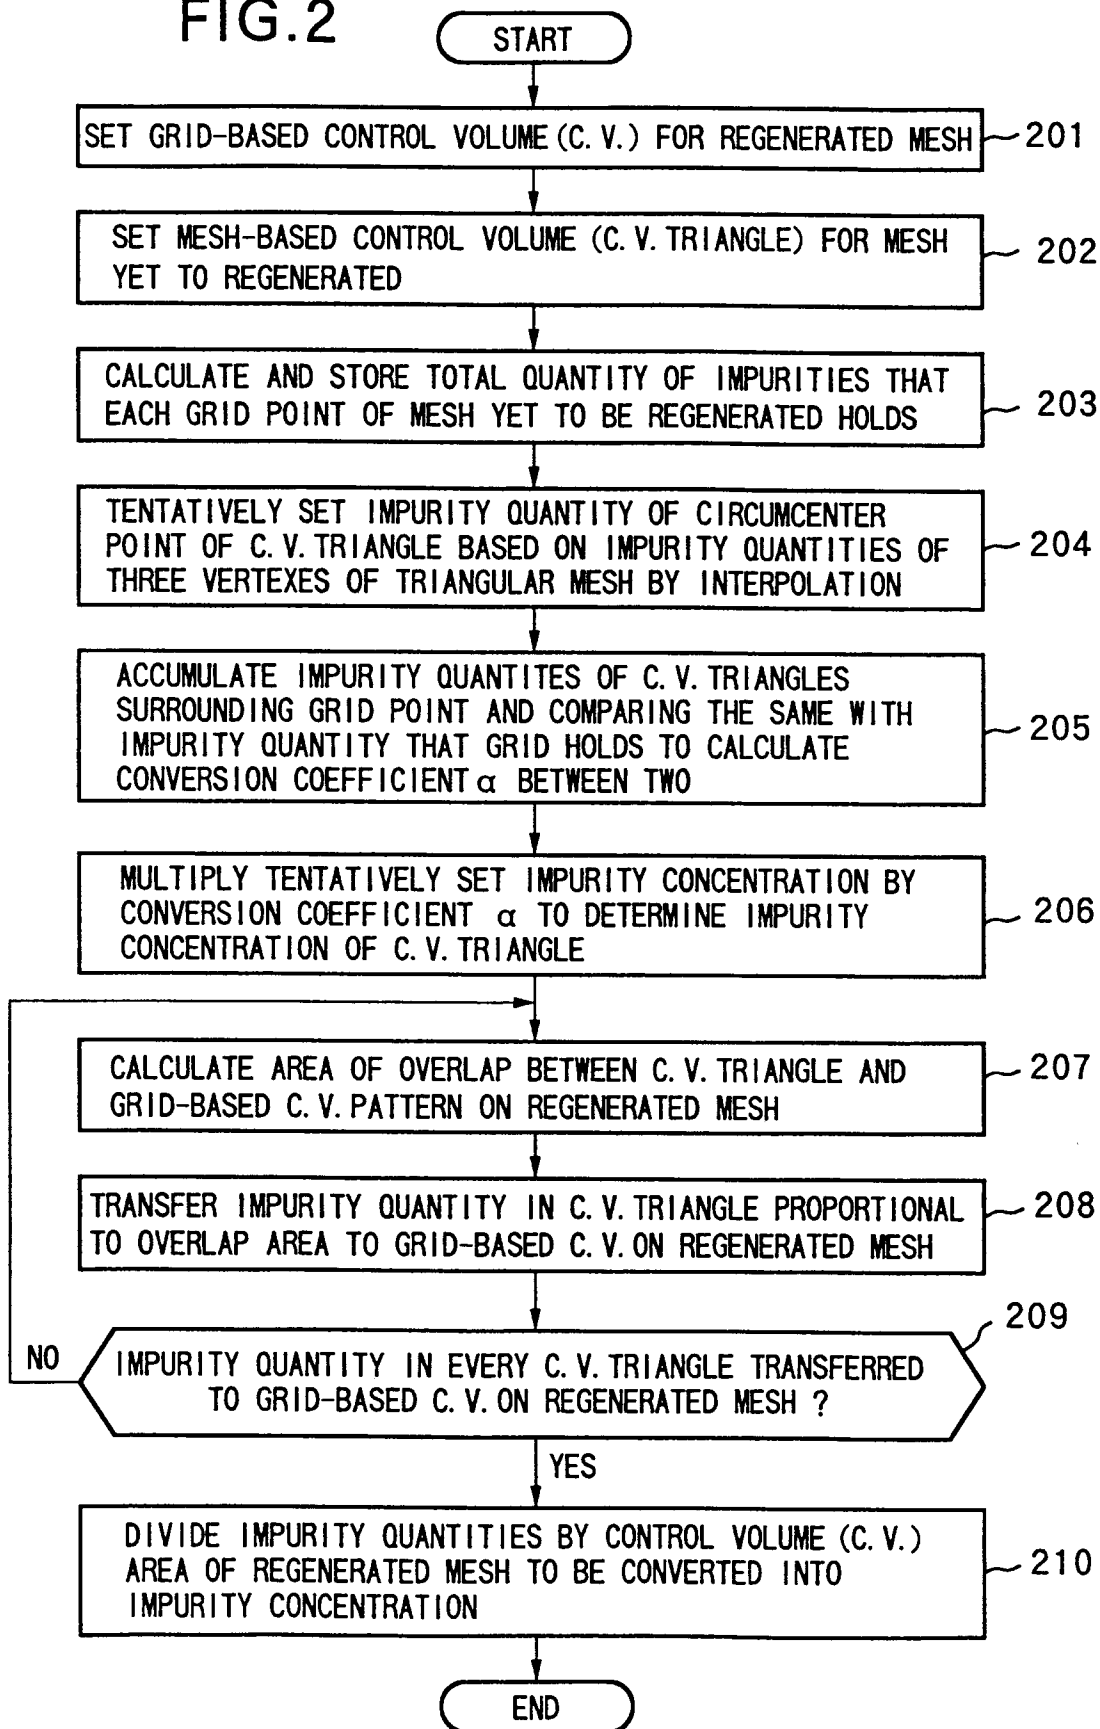 FIG.2
START
SET GRID-BASED CONTROL VOLUME (C. V.) FOR REGENERATED MESH
201
SET MESH-BASED CONTROL VOLUME (C. V. TRIANGLE) FOR MESH
YET TO REGENERATED
202
CALCULATE AND STORE TOTAL QUANTITY OF IMPURITIES THAT
EACH GRID POINT OF MESH YET TO BE REGENERATED HOLDS
203
TENTATIVELY SET IMPURITY QUANTITY OF CIRCUMCENTER
POINT OF C. V. TRIANGLE BASED ON IMPURITY QUANTITIES OF
THREE VERTEXES OF TRIANGULAR MESH BY INTERPOLATION
204
ACCUMULATE IMPURITY QUANTITES OF C. V. TRIANGLES
SURROUNDING GRID POINT AND COMPARING THE SAME WITH
IMPURITY QUANTITY THAT GRID HOLDS TO CALCULATE
CONVERSION COEFFICIENT α BETWEEN TWO
205
MULTIPLY TENTATIVELY SET IMPURITY CONCENTRATION BY
CONVERSION COEFFICIENT α TO DETERMINE IMPURITY
CONCENTRATION OF C. V. TRIANGLE
206
CALCULATE AREA OF OVERLAP BETWEEN C. V. TRIANGLE AND
GRID-BASED C. V. PATTERN ON REGENERATED MESH
207
TRANSFER IMPURITY QUANTITY IN C. V. TRIANGLE PROPORTIONAL
TO OVERLAP AREA TO GRID-BASED C. V. ON REGENERATED MESH
208
209
NO
IMPURITY QUANTITY IN EVERY C. V. TRIANGLE TRANSFERRED
TO GRID-BASED C. V. ON REGENERATED MESH ?
YES
DIVIDE IMPURITY QUANTITIES BY CONTROL VOLUME (C. V.)
AREA OF REGENERATED MESH TO BE CONVERTED INTO
IMPURITY CONCENTRATION
210
END